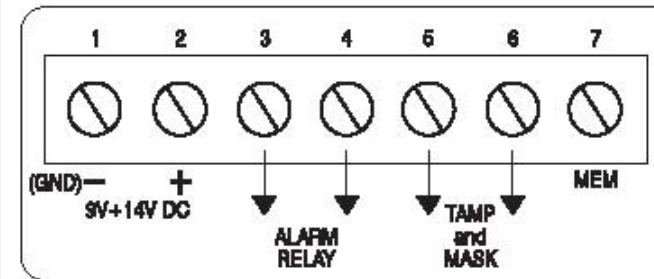 1 2 3 4 5 6 7
(GND) − + MEM
9V+14V DC
ALARM
RELAY
TAMP
and
MASK